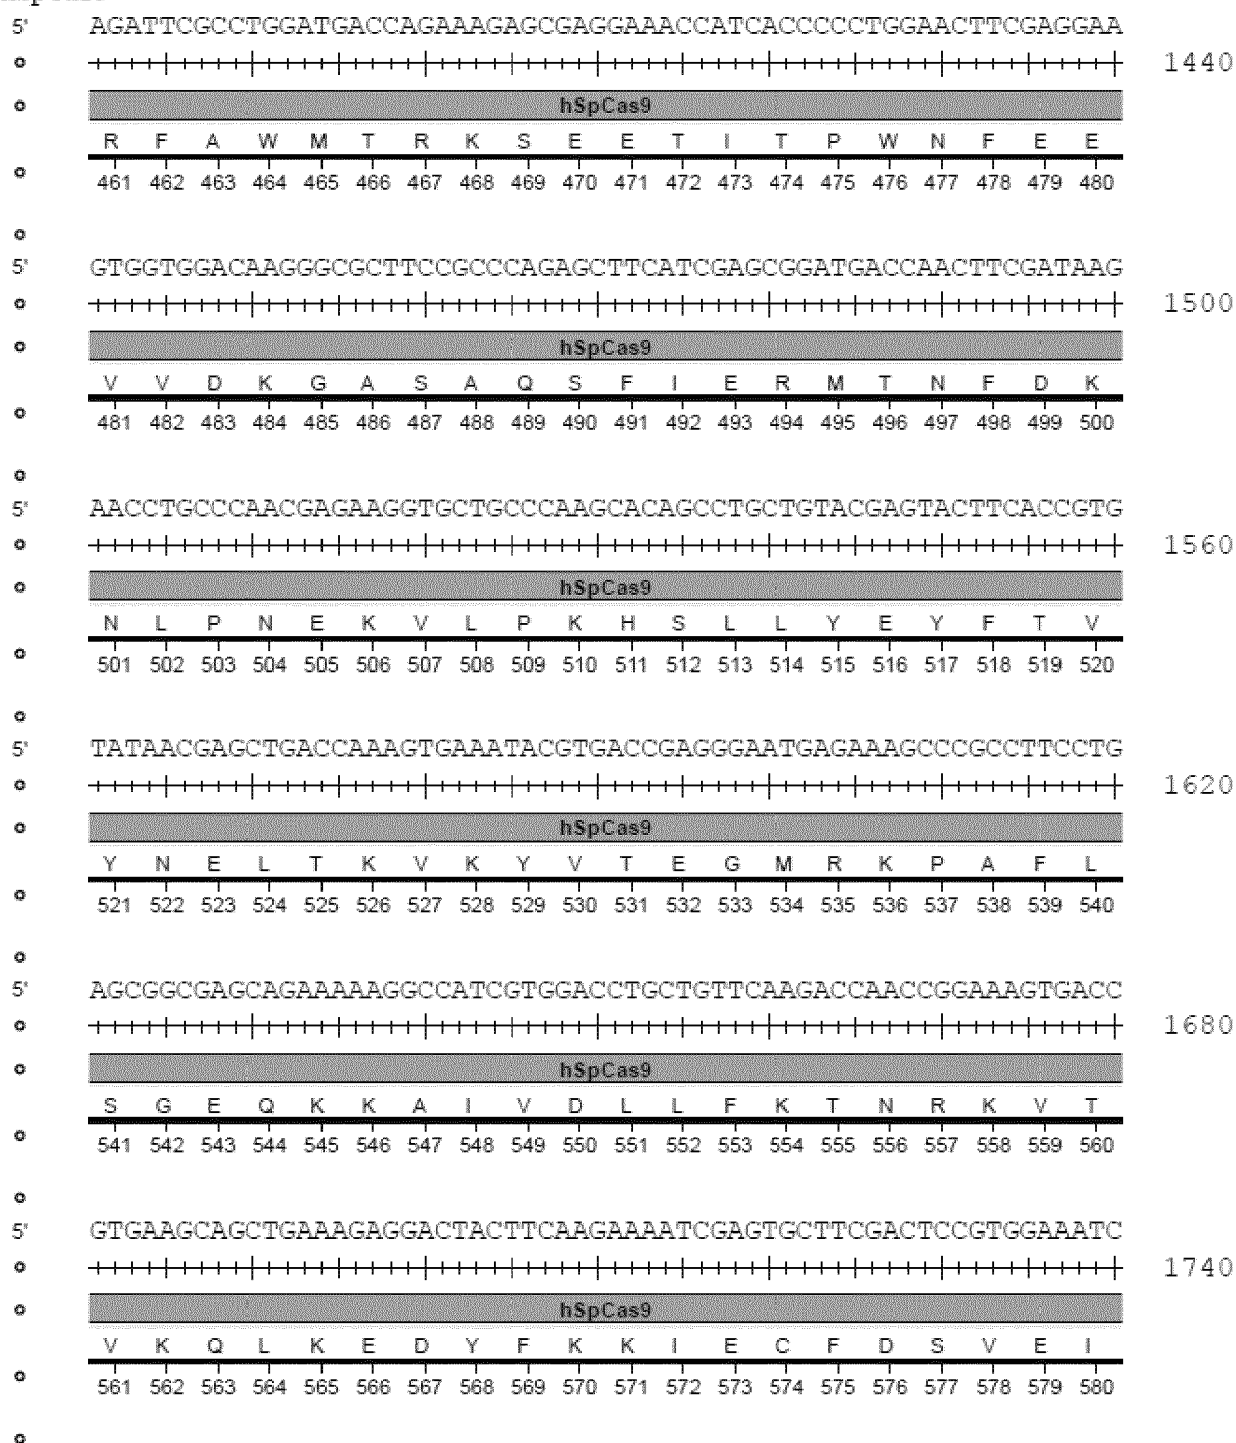 5' AGATTCGCCTGGATGACCAGAAAGAGCGAGGAAACCATCACCCCCTGGAACTTCGAGGAA
1440
hSpCas9
R F A W M T R K S E E T I T P W N F E E
461 462 463 464 465 466 467 468 469 470 471 472 473 474 475 476 477 478 479 480
5' GTGGTGGACAAGGGCGCTTCCGCCCAGAGCTTCATCGAGCGGATGACCAACTTCGATAAG
1500
hSpCas9
V V D K G A S A Q S F I E R M T N F D K
481 482 483 484 485 486 487 488 489 490 491 492 493 494 495 496 497 498 499 500
5' AACCTGCCCAACGAGAAGGTGCTGCCCAAGCACAGCCTGCTGTACGAGTACTTCACCGTG
1560
hSpCas9
N L P N E K V L P K H S L L Y E Y F T V
501 502 503 504 505 506 507 508 509 510 511 512 513 514 515 516 517 518 519 520
5' TATAACGAGCTGACCAAAGTGAAATACGTGACCGAGGGAATGAGAAAGCCCGCCTTCCTG
1620
hSpCas9
Y N E L T K V K Y V T E G M R K P A F L
521 522 523 524 525 526 527 528 529 530 531 532 533 534 535 536 537 538 539 540
5' AGCGGCGAGCAGAAAAAGGCCATCGTGGACCTGCTGTTCAAGACCAACCGGAAAGTGACC
1680
hSpCas9
S G E Q K K A I V D L L F K T N R K V T
541 542 543 544 545 546 547 548 549 550 551 552 553 554 555 556 557 558 559 560
5' GTGAAGCAGCTGAAAGAGGACTACTTCAAGAAAATCGAGTGCTTCGACTCCGTGGAAATC
1740
hSpCas9
V K Q L K E D Y F K K I E C F D S V E I
561 562 563 564 565 566 567 568 569 570 571 572 573 574 575 576 577 578 579 580